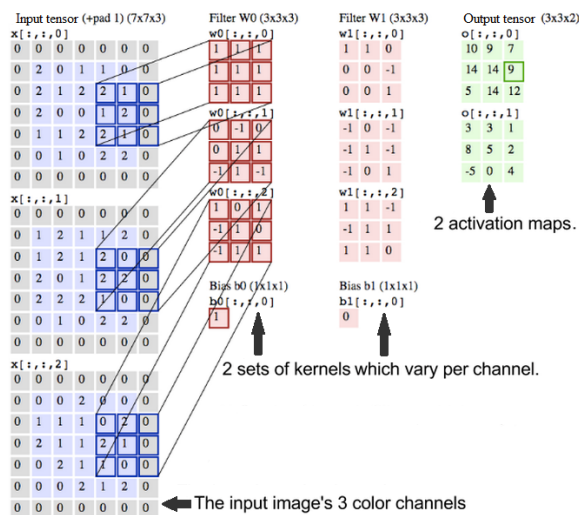 Input tensor (+pad 1) (7x7x3)
x[:,:,0]
0 0 0 0 0 0 0
0 2 0 1 1 0 0
0 1 2 2 2 1 0
0 2 0 0 1 2 0
0 1 1 2 2 1 0
0 0 1 0 2 2 0
0 0 0 0 0 0 0
x[:,:,1]
0 0 0 0 0 0 0
0 1 2 1 1 2 0
0 1 2 1 2 0 0
0 2 0 1 2 2 0
0 2 2 2 1 0 0
0 0 1 0 2 2 0
0 0 0 0 0 0 0
x[:,:,2]
0 0 0 0 0 0 0
0 0 0 2 0 0 0
0 1 1 1 0 2 0
0 2 1 1 2 1 0
0 0 2 1 1 0 0
0 0 0 2 1 2 0
0 0 0 0 0 0 0
Filter W0 (3x3x3)
w0[:,:,0]
1 1 1
1 1 1
1 1 1
w0[:,:,1]
0 -1 0
0 1 1
-1 1 -1
w0[:,:,2]
1 0 1
-1 1 0
-1 1 1
Bias b0 (1x1x1)
b0[:,:,0]
1
Filter W1 (3x3x3)
w1[:,:,0]
1 1 0
0 0 -1
1 1 0
w1[:,:,1]
-1 0 -1
-1 1 0
-1 0 1
w1[:,:,2]
1 1 -1
-1 1 1
1 1 0
Bias b1 (1x1x1)
b1[:,:,0]
0
Output tensor (3x3x2)
o[:,:,0]
10 9 7
14 14 9
5 14 12
o[:,:,1]
3 3 1
8 5 2
-5 0 4
2 activation maps.
2 sets of kernels which vary per channel.
The input image's 3 color channels